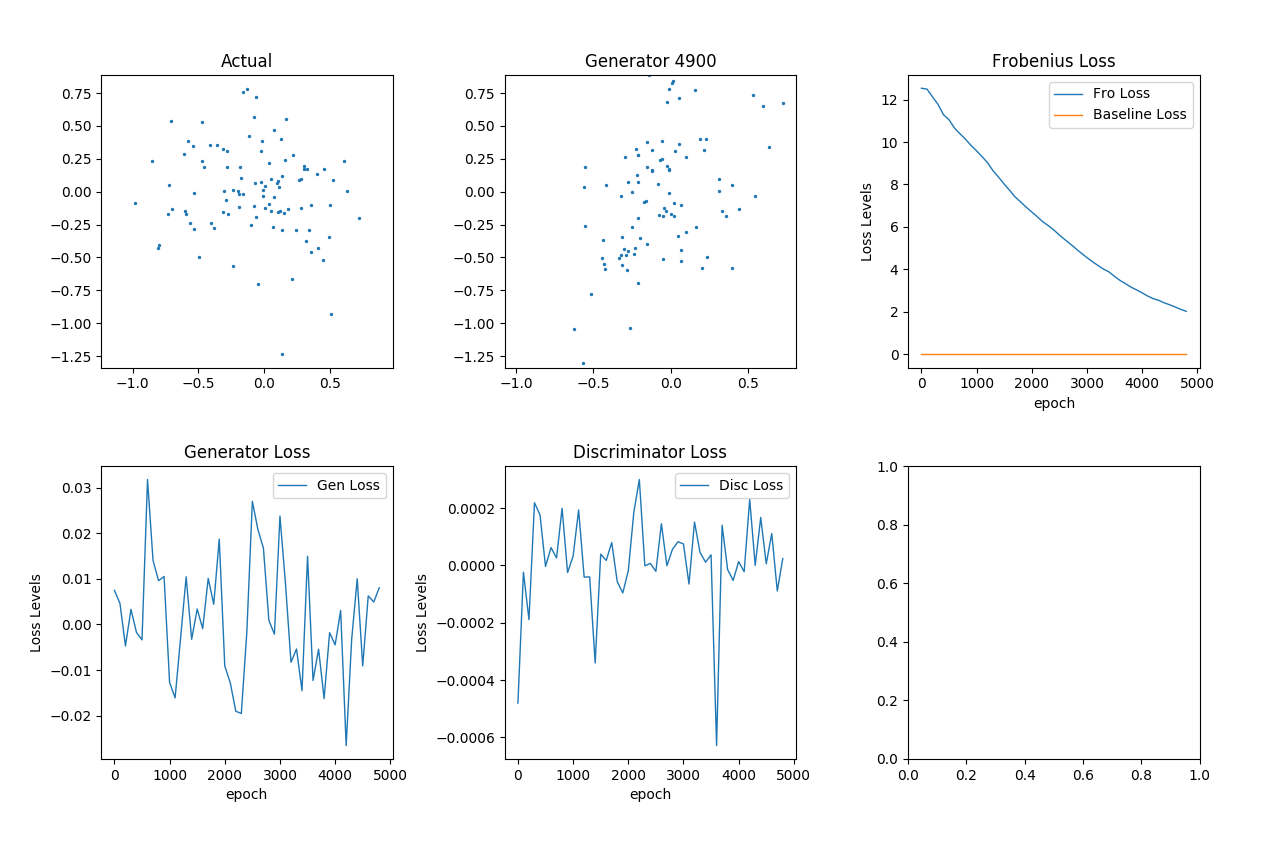 Actual
0.75
0.50
0.25
0.00
−0.25
−0.50
−0.75
−1.00
−1.25
−1.0 −0.5 0.0 0.5
Generator 4900
0.75
0.50
0.25
0.00
−0.25
−0.50
−0.75
−1.00
−1.25
−1.0 −0.5 0.0 0.5
Frobenius Loss
Fro Loss
Baseline Loss
Loss Levels
12
10
8
6
4
2
0
0 1000 2000 3000 4000 5000
epoch
Generator Loss
Gen Loss
Loss Levels
0.03
0.02
0.01
0.00
−0.01
−0.02
0 1000 2000 3000 4000 5000
epoch
Discriminator Loss
Disc Loss
Loss Levels
0.0002
0.0000
−0.0002
−0.0004
−0.0006
0 1000 2000 3000 4000 5000
epoch
1.0
0.8
0.6
0.4
0.2
0.0
0.0 0.2 0.4 0.6 0.8 1.0